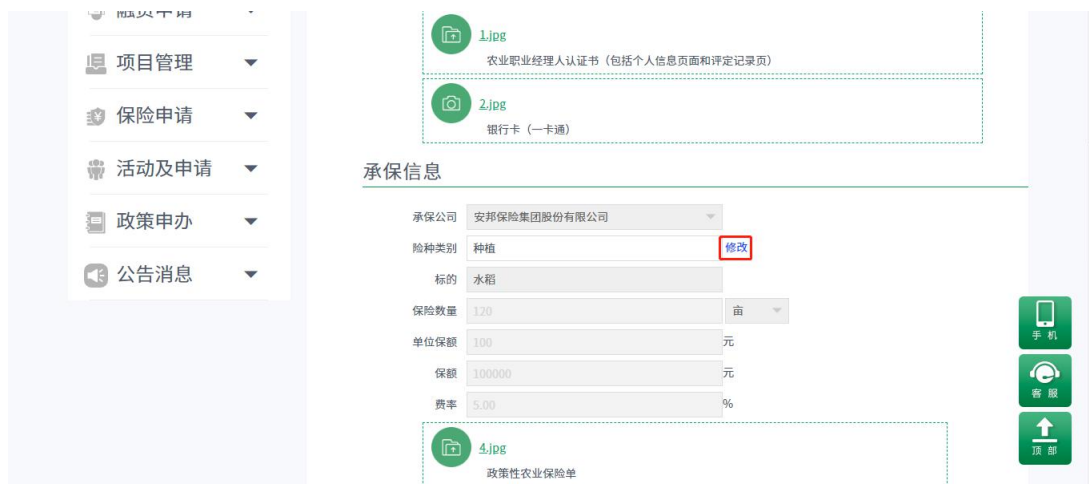 融资申请
项目管理
保险申请
活动及申请
政策申办
公告消息
1.jpg
农业职业经理人认证书（包括个人信息页面和评定记录页）
2.jpg
银行卡（一卡通）
承保信息
承保公司 安邦保险集团股份有限公司
险种类别 种植 修改
标的 水稻
保险数量 120 亩
单位保额 100 元
保额 100000 元
费率 5.00 %
4.jpg
政策性农业保险单
手机
客服
顶部